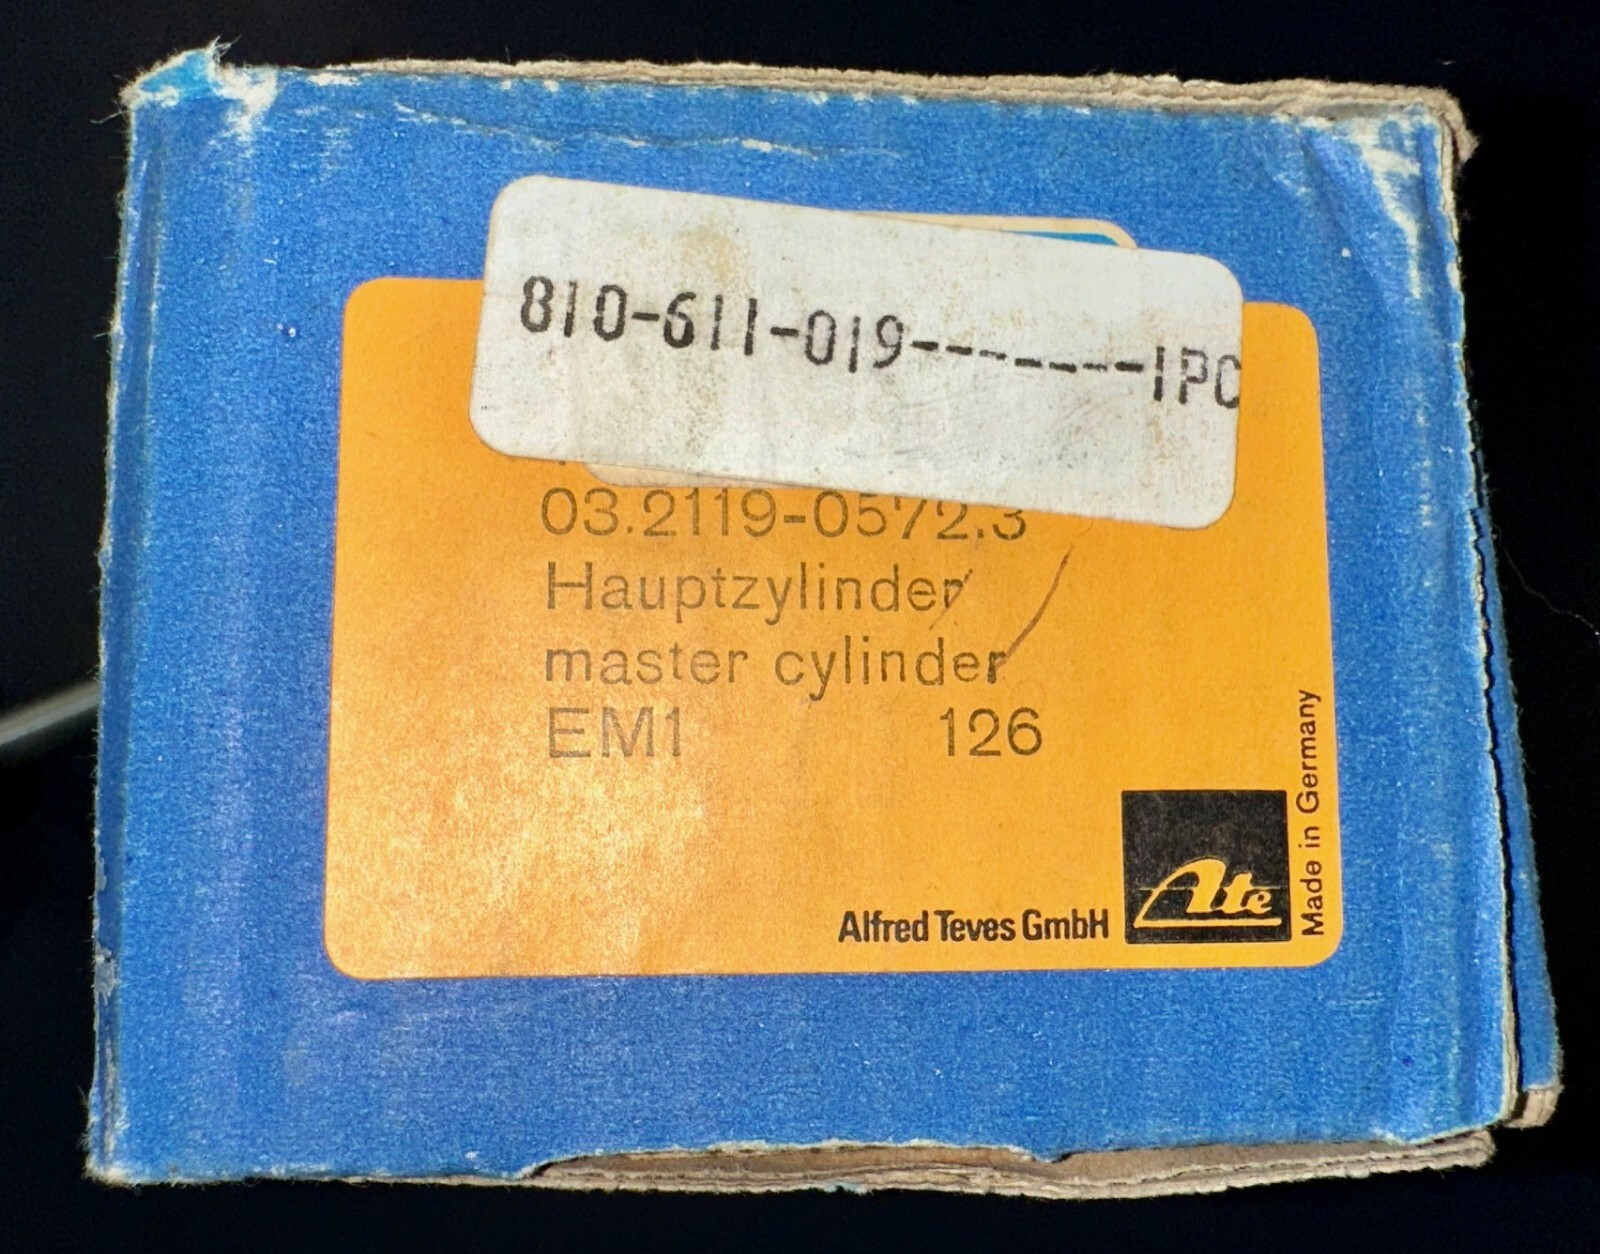 810-611-019--------1PC
03.2119-0572.3
Hauptzylinder
master cylinder
EM1 126
Alfred Teves GmbH
Ate
Made in Germany